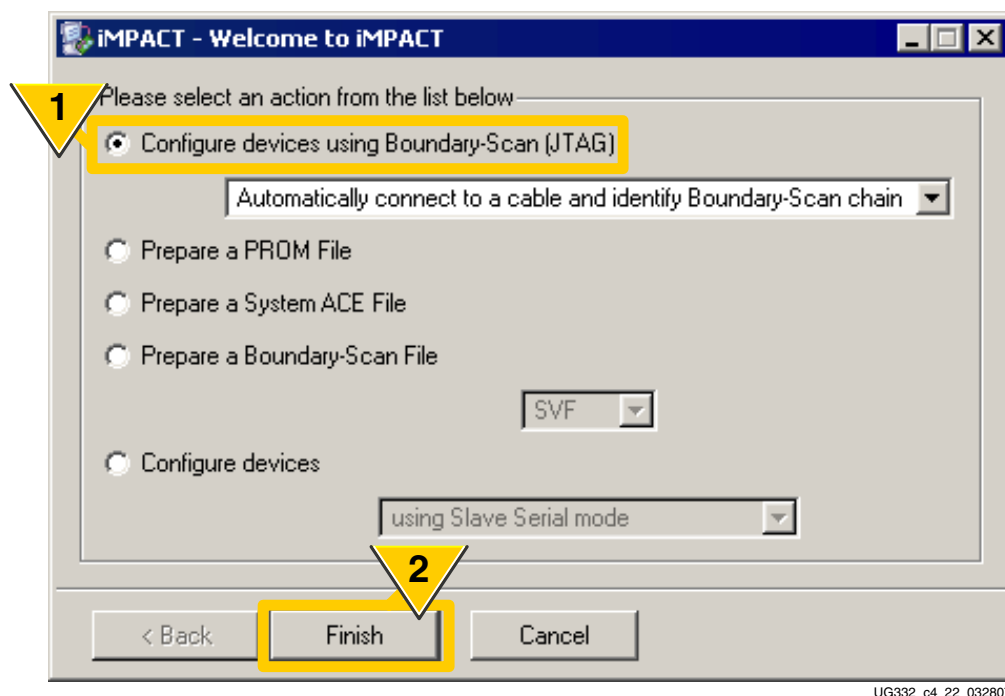 iMPACT - Welcome to iMPACT
1
Please select an action from the list below
Configure devices using Boundary-Scan (JTAG)
Automatically connect to a cable and identify Boundary-Scan chain
Prepare a PROM File
Prepare a System ACE File
Prepare a Boundary-Scan File
SVF
Configure devices
using Slave Serial mode
2
< Back Finish Cancel
UG332_c4_22_03280